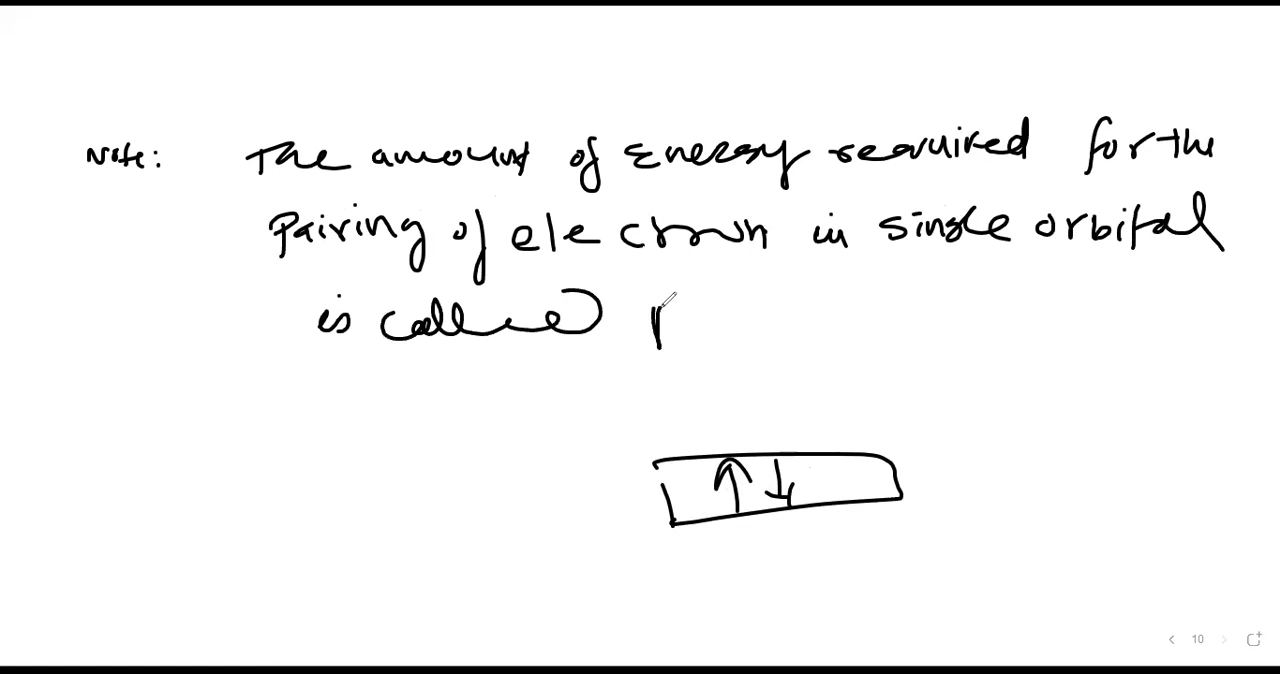 Note: The amount of Energy required for the
Pairing of electron in single orbital
is called P
10